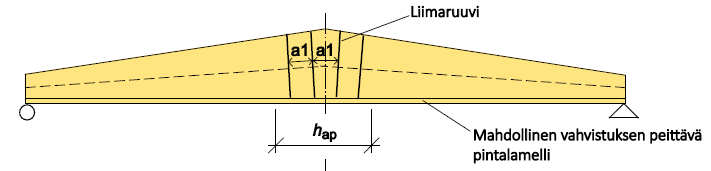 Liimaruuvi
a1 a1
hap
Mahdollinen vahvistuksen peittävä
pintalamelli